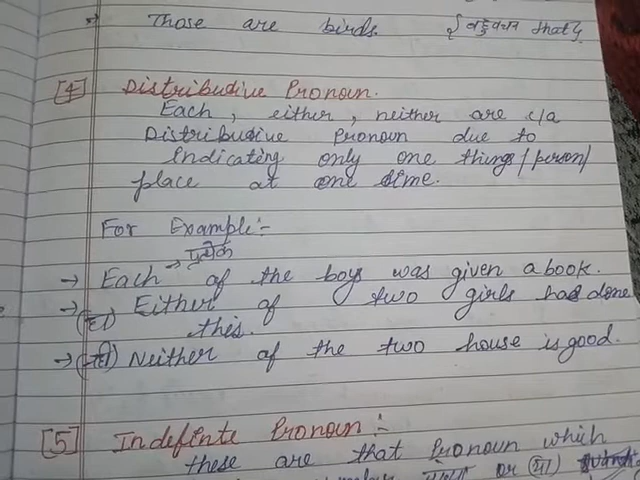 Those are birds. {बहुवचन that}
[4] Distributive Pronoun.
Each, either, neither are c/a
Distributive Pronoun due to
Indicating only one things/person/
place at one time.
For Example:-
→ प्रत्येक
→ Each of the boys was given a book.
→ Either of two girls had done
this.
→ Neither of the two house is good.
[5] Indefinte Pronoun:-
these are that Pronoun which
or (या)